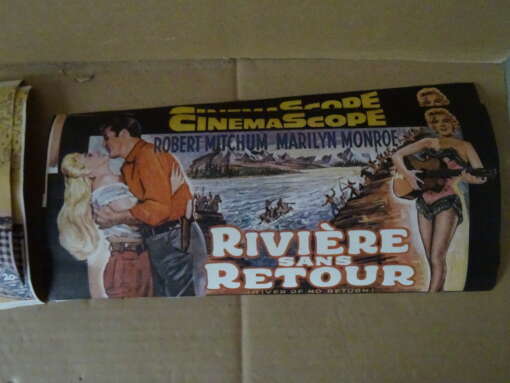 CINEMASCOPE
CINEMASCOPE
ROBERT MITCHUM MARILYN MONROE
RIVIÈRE
SANS
RETOUR
(RIVER OF NO RETURN)